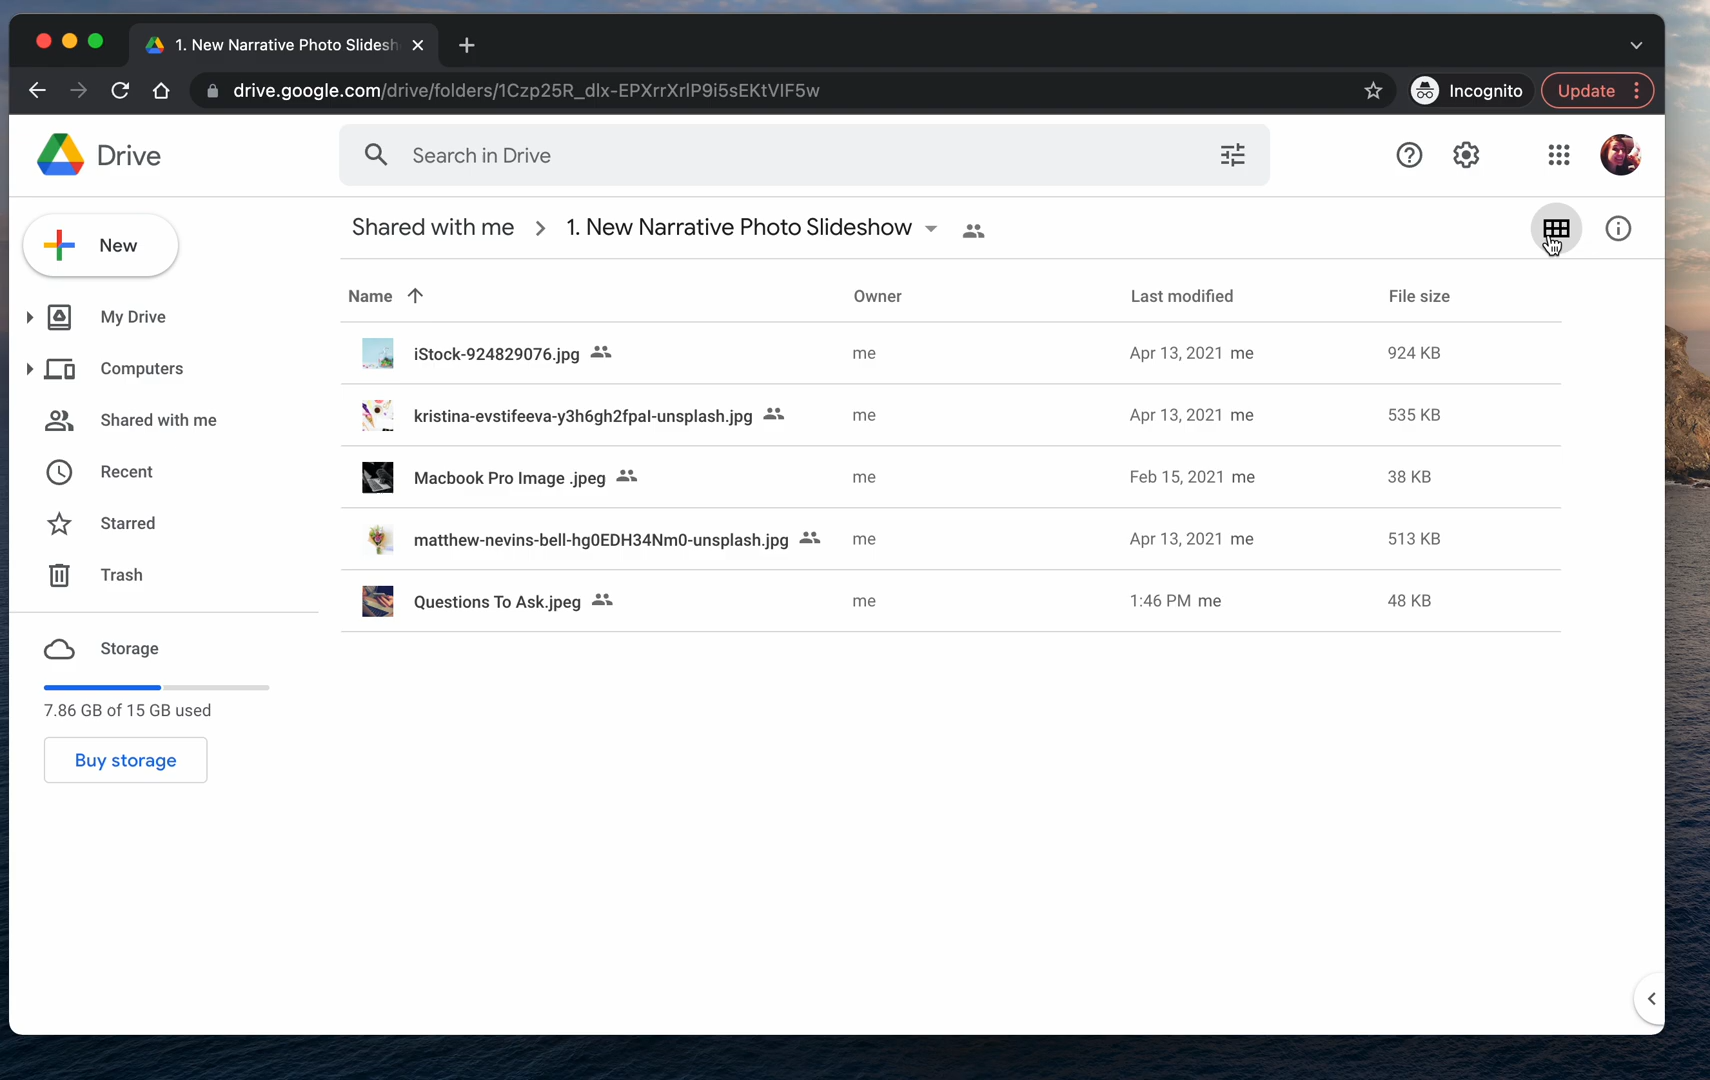 1. New Narrative Photo Slidesh
drive.google.com/drive/folders/1Czp25R_dlx-EPXrrXrIP9i5sEKtVIF5w
Incognito
Update
Drive
Search in Drive
New
Shared with me > 1. New Narrative Photo Slideshow
My Drive
Computers
Shared with me
Recent
Starred
Trash
Storage
7.86 GB of 15 GB used
Buy storage
Name Owner Last modified File size
iStock-924829076.jpg me Apr 13, 2021 me 924 KB
kristina-evstifeeva-y3h6gh2fpaI-unsplash.jpg me Apr 13, 2021 me 535 KB
Macbook Pro Image .jpeg me Feb 15, 2021 me 38 KB
matthew-nevins-bell-hg0EDH34Nm0-unsplash.jpg me Apr 13, 2021 me 513 KB
Questions To Ask.jpeg me 1:46 PM me 48 KB